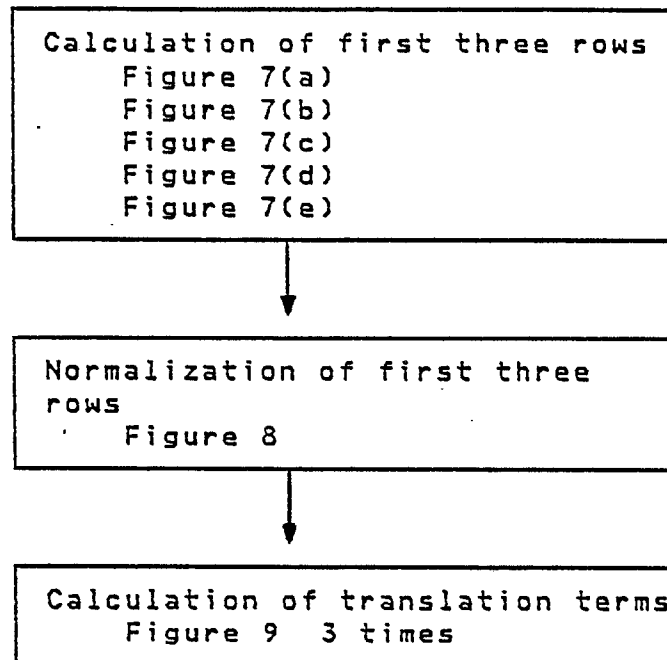 Calculation of first three rows
Figure 7(a)
Figure 7(b)
Figure 7(c)
Figure 7(d)
Figure 7(e)
Normalization of first three
rows
Figure 8
Calculation of translation terms
Figure 9 3 times